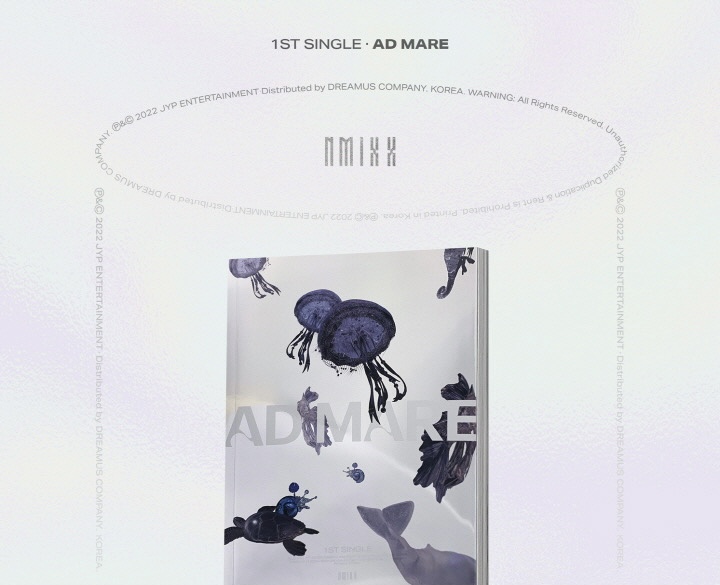 1ST SINGLE · AD MARE
℗&© 2022 JYP ENTERTAINMENT· Distributed by DREAMUS COMPANY. KOREA. WARNING: All Rights Reserved. Unauthorized Duplication & Rent is Prohibited Printed in Korea. ℗&© 2022 JYP ENTERTAINMENT· Distributed by DREAMUS COMPANY.
NMIXX
℗&© 2022 JYP ENTERTAINMENT· Distributed by DREAMUS COMPANY. KOREA.
℗&© 2022 JYP ENTERTAINMENT· Distributed by DREAMUS COMPANY. KOREA.
AD MARE
1ST SINGLE
NMIXX